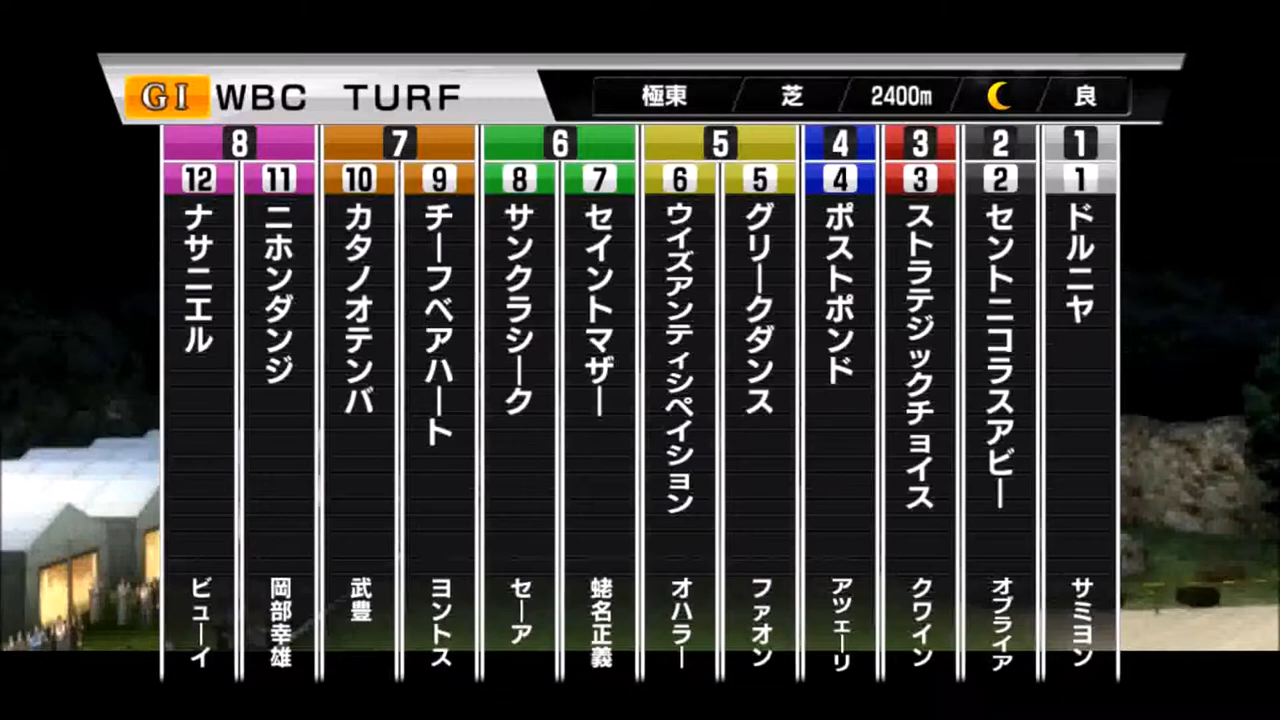 GI WBC TURF
極東 芝 2400m 良
1 2 3 4 5 6 7 8
1
ドルニヤ
サミヨン
2
セントニコラスアビー
オブライア
3
ストラテジックチョイス
クワイン
4
ポストポンド
アッェーリ
5
グリークダンス
ファオン
6
ウイズアンティシペイション
オハラー
7
セイントマザー
蛯名正義
8
サンクラシーク
セーア
9
チーフベアハート
ヨントス
10
カタノオテンバ
武豊
11
ニホンダンジ
岡部幸雄
12
ナサニエル
ビューイ